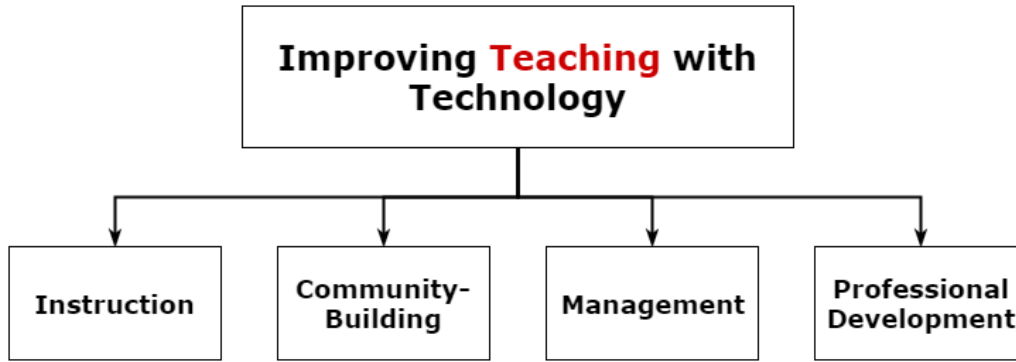 Improving Teaching with
Technology
Instruction
Community-
Building
Management
Professional
Development